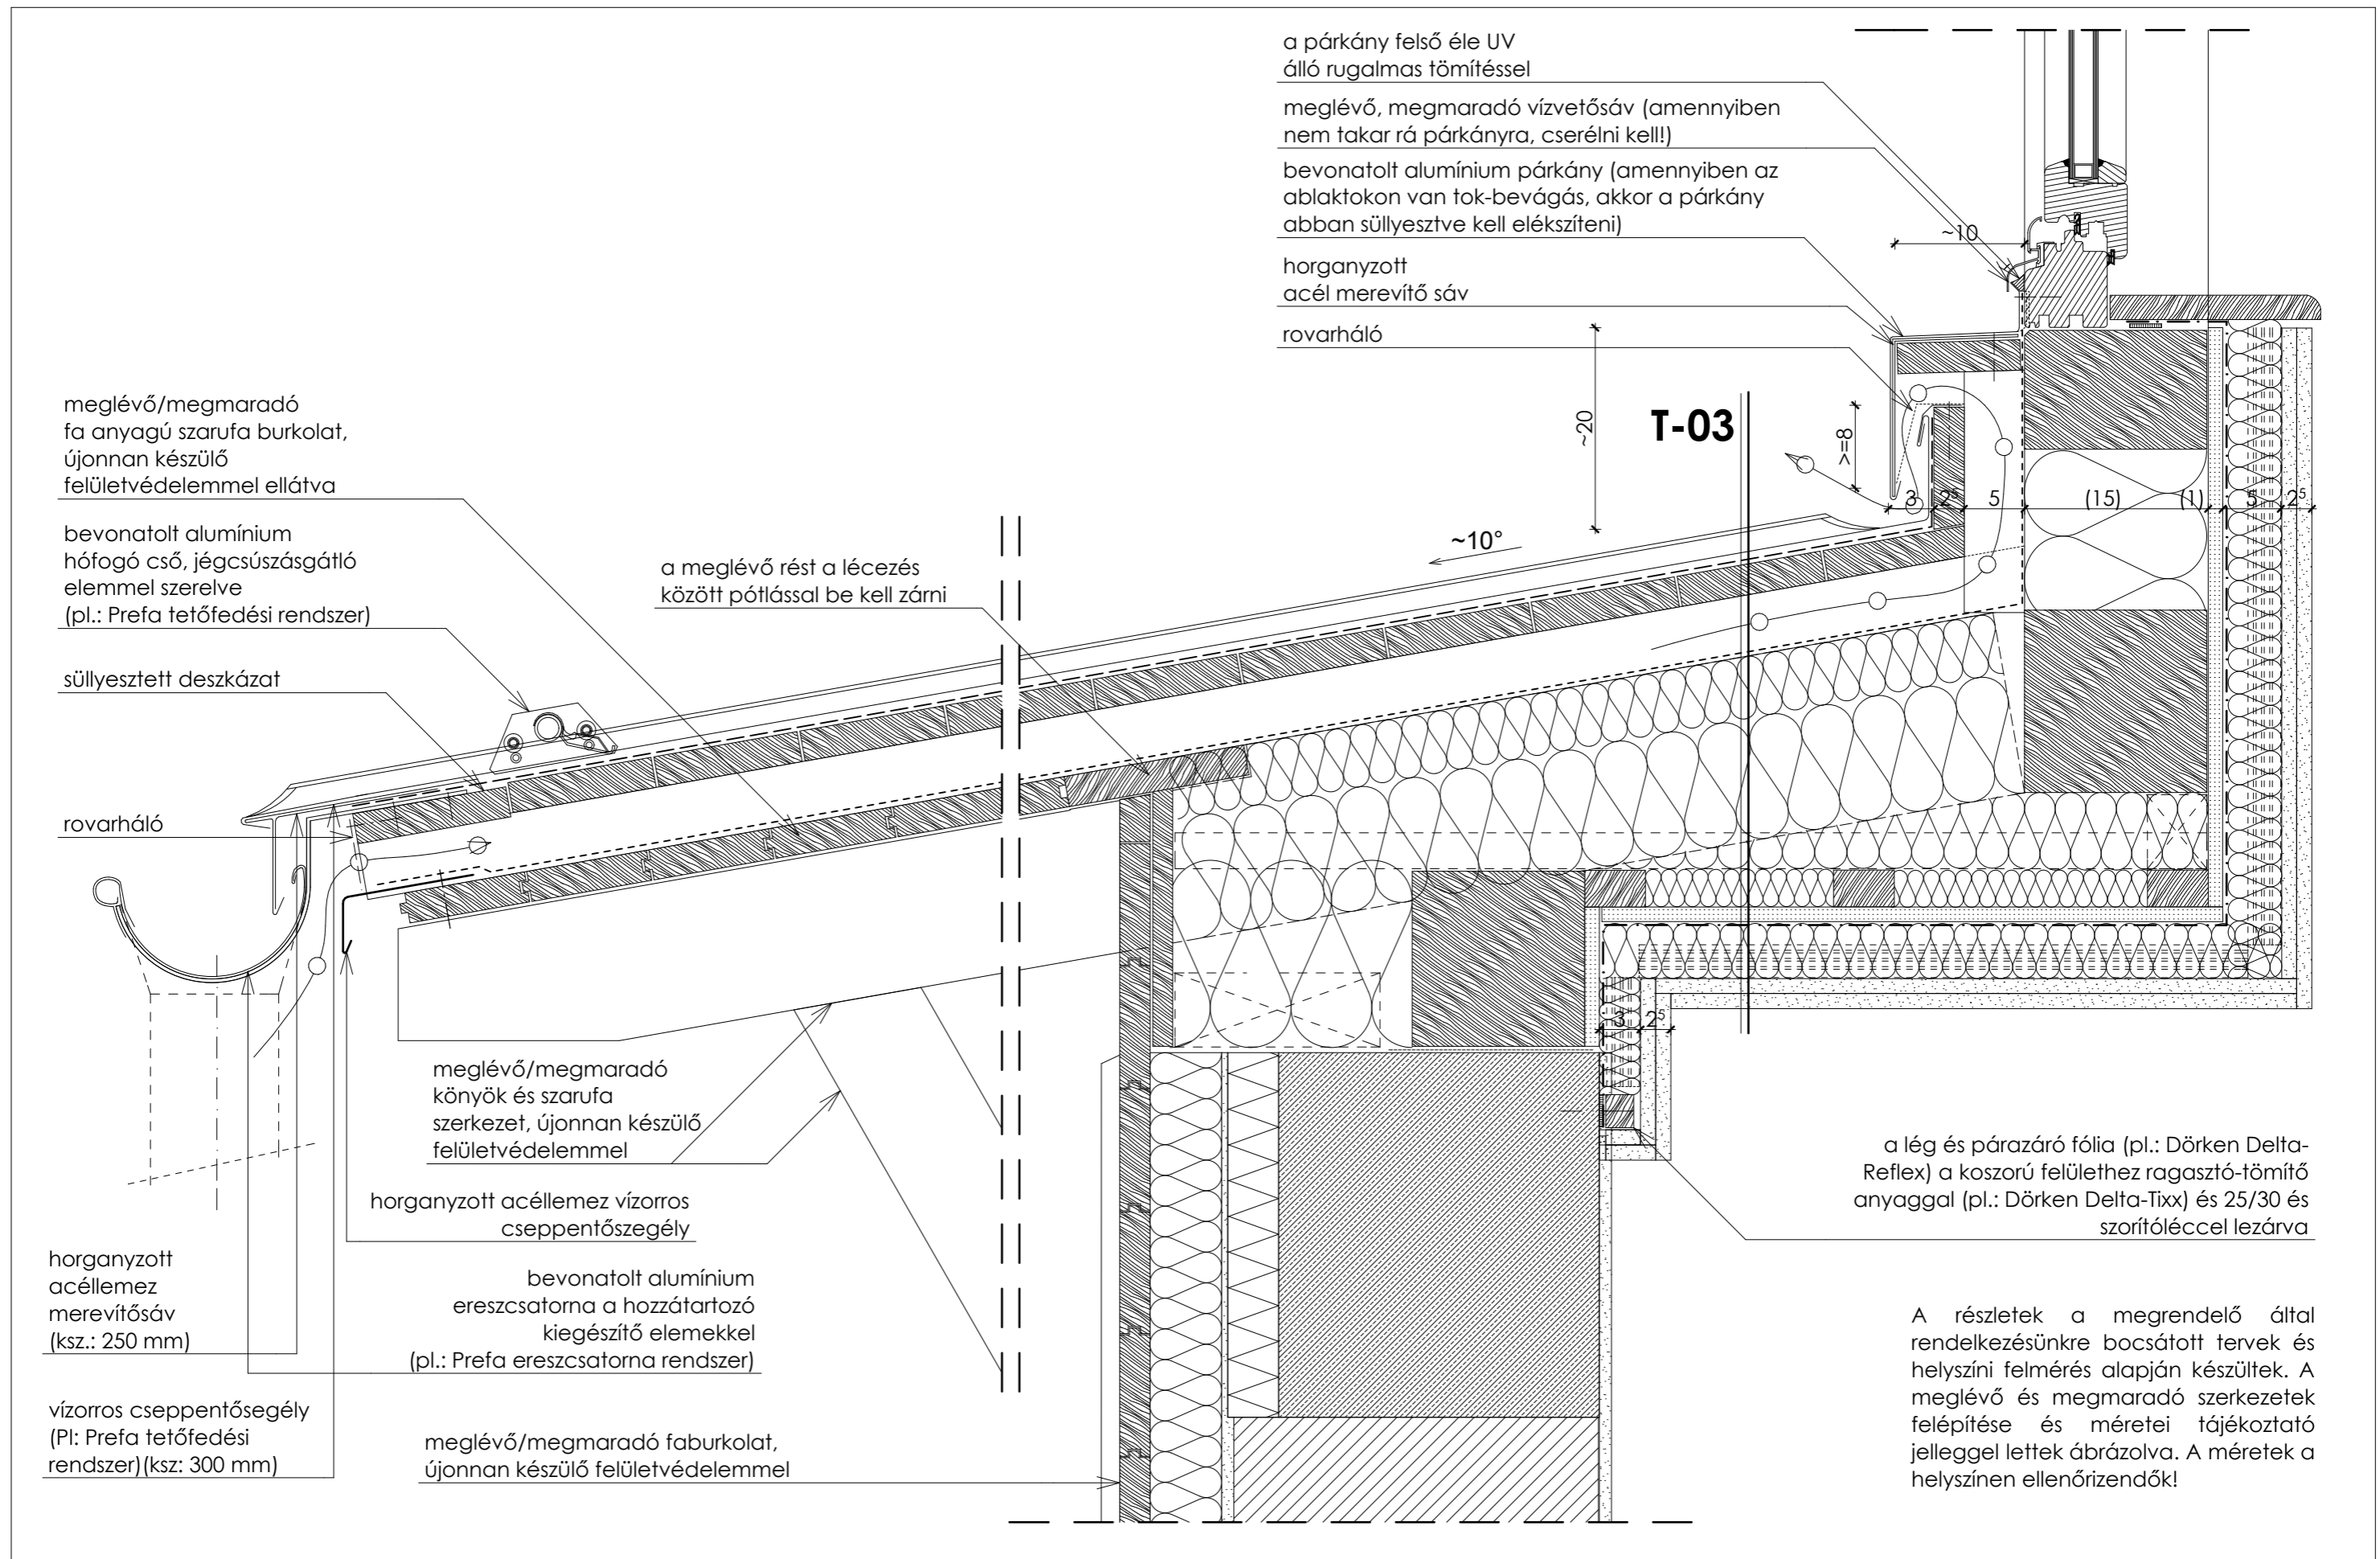 a párkány felső éle UV
álló rugalmas tömítéssel
meglévő, megmaradó vízvetősáv (amennyiben
nem takar rá párkányra, cserélni kell!)
bevonatolt alumínium párkány (amennyiben az
ablaktokon van tok-bevágás, akkor a párkány
abban süllyesztve kell elékszíteni)
horganyzott
acél merevítő sáv
rovarháló
~10
~20
T-03
>=8
3
2⁵
5
(15)
(1)
5
2⁵
~10°
meglévő/megmaradó
fa anyagú szarufa burkolat,
újonnan készülő
felületvédelemmel ellátva
bevonatolt alumínium
hófogó cső, jégcsúszásgátló
elemmel szerelve
(pl.: Prefa tetőfedési rendszer)
süllyesztett deszkázat
rovarháló
a meglévő rést a lécezés
között pótlással be kell zárni
meglévő/megmaradó
könyök és szarufa
szerkezet, újonnan készülő
felületvédelemmel
horganyzott acéllemez vízorros
cseppentőszegély
bevonatolt alumínium
ereszcsatorna a hozzátartozó
kiegészítő elemekkel
(pl.: Prefa ereszcsatorna rendszer)
meglévő/megmaradó faburkolat,
újonnan készülő felületvédelemmel
horganyzott
acéllemez
merevítősáv
(ksz.: 250 mm)
vízorros cseppentősegély
(Pl: Prefa tetőfedési
rendszer)(ksz: 300 mm)
3
2⁵
a lég és párazáró fólia (pl.: Dörken Delta-
Reflex) a koszorú felülethez ragasztó-tömítő
anyaggal (pl.: Dörken Delta-Tixx) és 25/30 és
szorítóléccel lezárva
A részletek a megrendelő által
rendelkezésünkre bocsátott tervek és
helyszíni felmérés alapján készültek. A
meglévő és megmaradó szerkezetek
felépítése és méretei tájékoztató
jelleggel lettek ábrázolva. A méretek a
helyszínen ellenőrizendők!